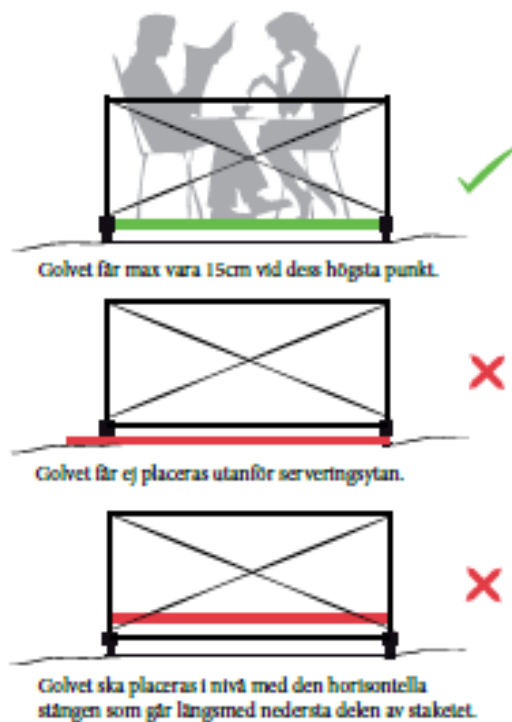 Golvet får max vara 15cm vid dess högsta punkt.
Golvet får ej placeras utanför serveringsytan.
Golvet ska placeras i nivå med den horisontella
stången som går längsmed nedersta delen av staketet.